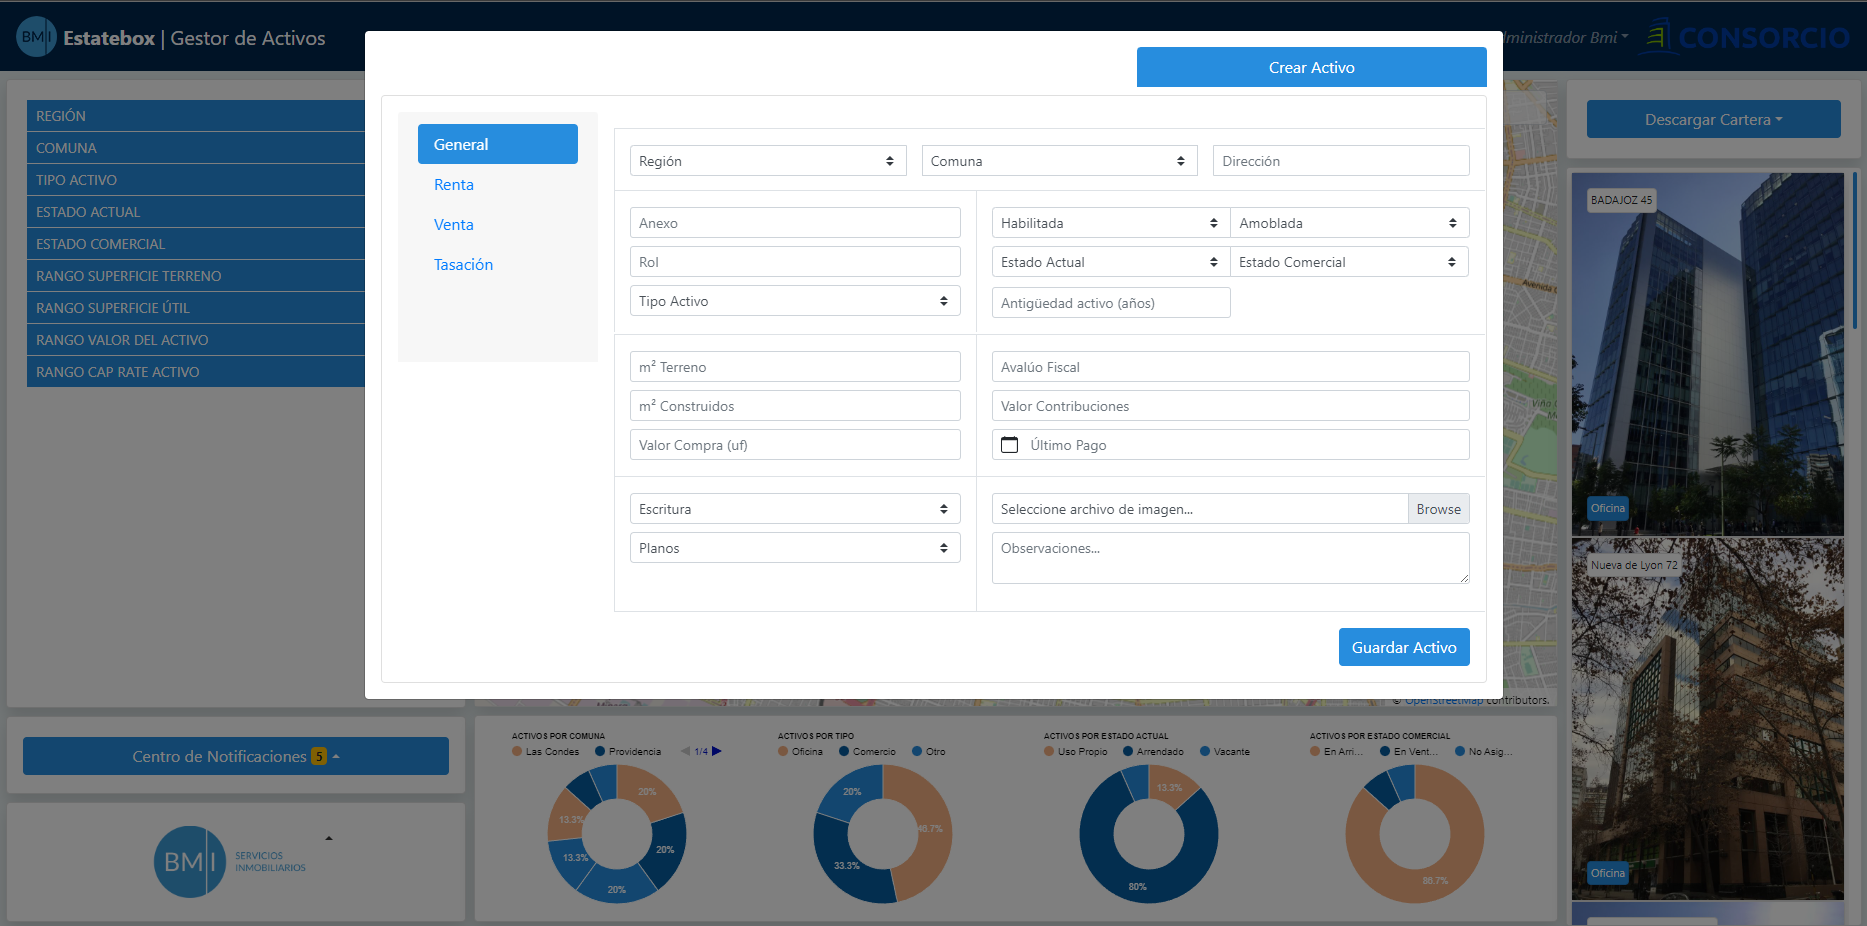 BMI Estatebox | Gestor de Activos
ministrador Bmi
CONSORCIO
Crear Activo
REGIÓN
COMUNA
TIPO ACTIVO
ESTADO ACTUAL
ESTADO COMERCIAL
RANGO SUPERFICIE TERRENO
RANGO SUPERFICIE ÚTIL
RANGO VALOR DEL ACTIVO
RANGO CAP RATE ACTIVO
General
Renta
Venta
Tasación
Región
Comuna
Dirección
Anexo
Rol
Tipo Activo
Habilitada
Amoblada
Estado Actual
Estado Comercial
Antigüedad activo (años)
m² Terreno
m² Construidos
Valor Compra (uf)
Avalúo Fiscal
Valor Contribuciones
Último Pago
Escritura
Planos
Seleccione archivo de imagen...
Browse
Observaciones...
Guardar Activo
Avenida
Viña
© OpenStreetMap contributors.
Descargar Cartera
BADAJOZ 45
Oficina
Nueva de Lyon 72
Oficina
Centro de Notificaciones 5
BMI SERVICIOS
INMOBILIARIOS
ACTIVOS POR COMUNA
Las Condes Providencia 1/4
20%
20%
20%
13.3%
13.3%
ACTIVOS POR TIPO
Oficina Comercio Otro
20%
46.7%
33.3%
ACTIVOS POR ESTADO ACTUAL
Uso Propio Arrendado Vacante
13.3%
80%
ACTIVOS POR ESTADO COMERCIAL
En Arri... En Vent... No Asig...
86.7%